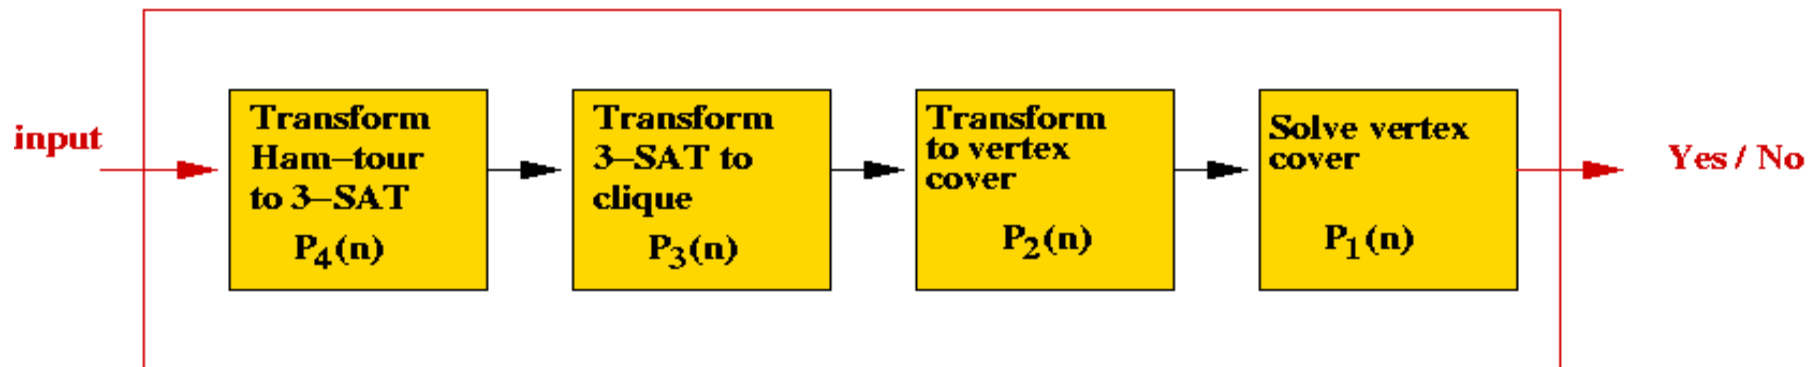 input
Transform
Ham–tour
to 3–SAT
P4(n)
Transform
3–SAT to
clique
P3(n)
Transform
to vertex
cover
P2(n)
Solve vertex
cover
P1(n)
Yes / No